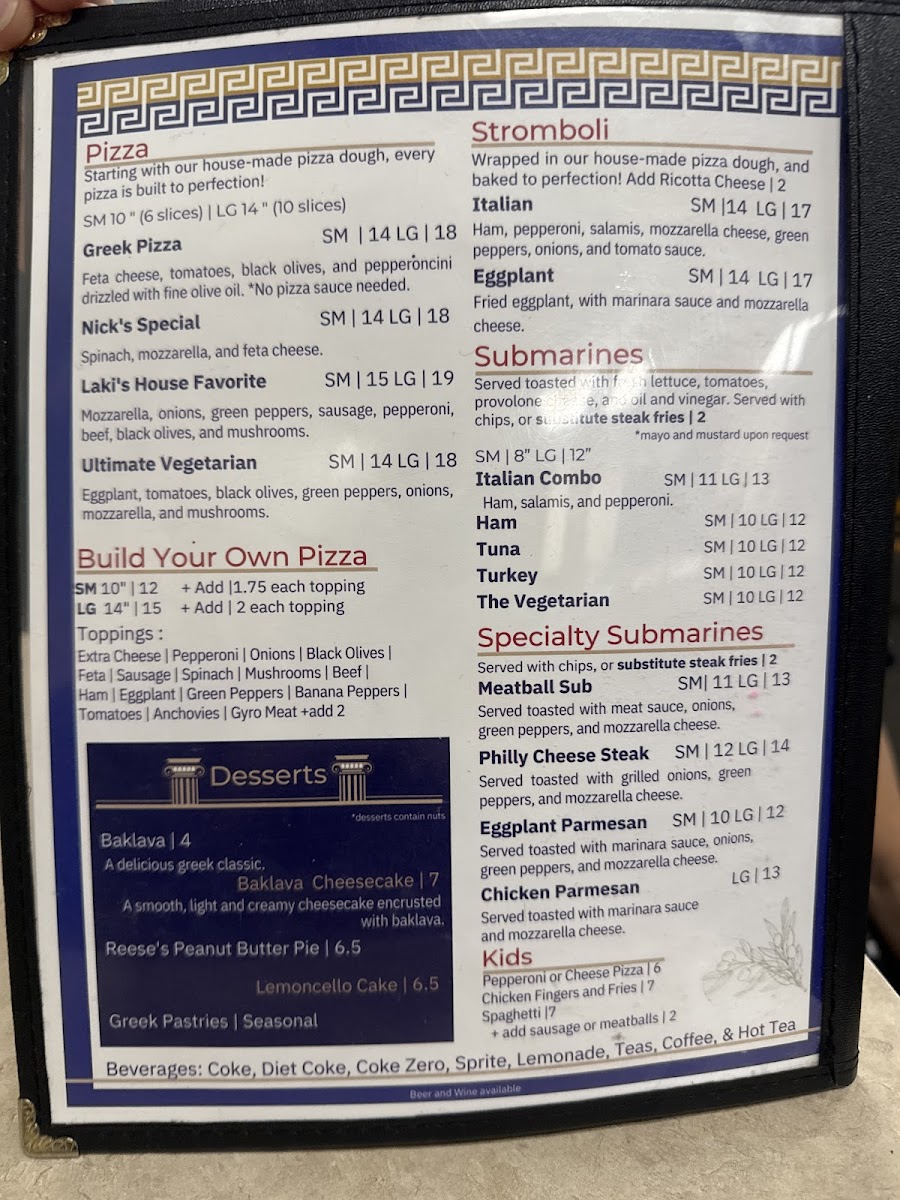 Pizza
Starting with our house-made pizza dough, every
pizza is built to perfection!
SM 10 " (6 slices) | LG 14 " (10 slices)
Greek Pizza SM | 14 LG | 18
Feta cheese, tomatoes, black olives, and pepperoncini
drizzled with fine olive oil. *No pizza sauce needed.
Nick's Special SM | 14 LG | 18
Spinach, mozzarella, and feta cheese.
Laki's House Favorite SM | 15 LG | 19
Mozzarella, onions, green peppers, sausage, pepperoni,
beef, black olives, and mushrooms.
Ultimate Vegetarian SM | 14 LG | 18
Eggplant, tomatoes, black olives, green peppers, onions,
mozzarella, and mushrooms.
Build Your Own Pizza
SM 10" | 12 + Add |1.75 each topping
LG 14" | 15 + Add | 2 each topping
Toppings :
Extra Cheese | Pepperoni | Onions | Black Olives |
Feta | Sausage | Spinach | Mushrooms | Beef |
Ham | Eggplant | Green Peppers | Banana Peppers |
Tomatoes | Anchovies | Gyro Meat +add 2
Desserts
*desserts contain nuts
Baklava | 4
A delicious greek classic.
Baklava Cheesecake | 7
A smooth, light and creamy cheesecake encrusted
with baklava.
Reese's Peanut Butter Pie | 6.5
Lemoncello Cake | 6.5
Greek Pastries | Seasonal
Stromboli
Wrapped in our house-made pizza dough, and
baked to perfection! Add Ricotta Cheese | 2
Italian SM |14 LG | 17
Ham, pepperoni, salamis, mozzarella cheese, green
peppers, onions, and tomato sauce.
Eggplant SM | 14 LG | 17
Fried eggplant, with marinara sauce and mozzarella
cheese.
Submarines
Served toasted with fresh lettuce, tomatoes,
provolone cheese, and oil and vinegar. Served with
chips, or substitute steak fries | 2
*mayo and mustard upon request
SM | 8" LG | 12"
Italian Combo SM | 11 LG | 13
Ham, salamis, and pepperoni.
Ham SM | 10 LG | 12
Tuna SM | 10 LG | 12
Turkey SM | 10 LG | 12
The Vegetarian SM | 10 LG | 12
Specialty Submarines
Served with chips, or substitute steak fries | 2
Meatball Sub SM| 11 LG | 13
Served toasted with meat sauce, onions,
green peppers, and mozzarella cheese.
Philly Cheese Steak SM | 12 LG | 14
Served toasted with grilled onions, green
peppers, and mozzarella cheese.
Eggplant Parmesan SM | 10 LG | 12
Served toasted with marinara sauce, onions,
green peppers, and mozzarella cheese.
Chicken Parmesan LG | 13
Served toasted with marinara sauce
and mozzarella cheese.
Kids
Pepperoni or Cheese Pizza | 6
Chicken Fingers and Fries | 7
Spaghetti |7
+ add sausage or meatballs | 2
Beverages: Coke, Diet Coke, Coke Zero, Sprite, Lemonade, Teas, Coffee, & Hot Tea
Beer and Wine available